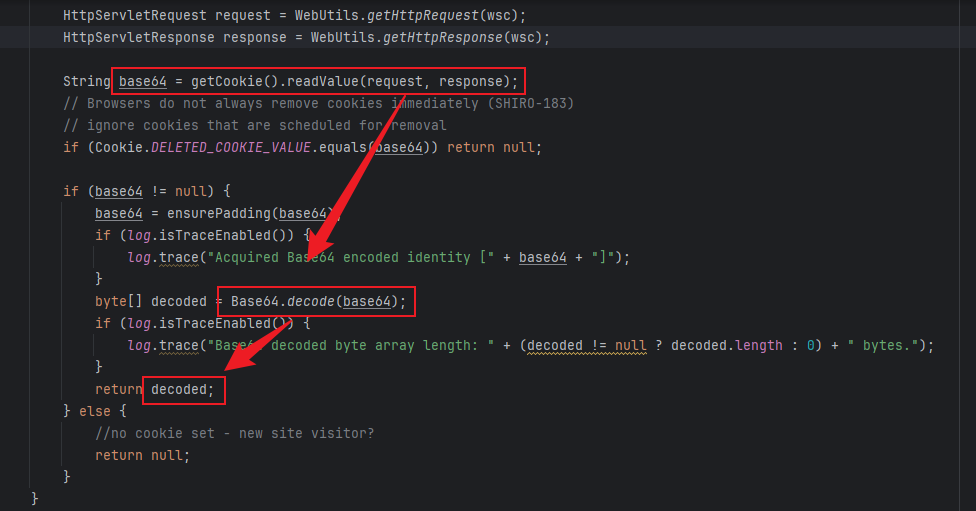 HttpServletRequest request = WebUtils.getHttpRequest(wsc);
HttpServletResponse response = WebUtils.getHttpResponse(wsc);
String base64 = getCookie().readValue(request, response);
// Browsers do not always remove cookies immediately (SHIRO-183)
// ignore cookies that are scheduled for removal
if (Cookie.DELETED_COOKIE_VALUE.equals(base64)) return null;
if (base64 != null) {
base64 = ensurePadding(base64);
if (log.isTraceEnabled()) {
log.trace("Acquired Base64 encoded identity [" + base64 + "]");
}
byte[] decoded = Base64.decode(base64);
if (log.isTraceEnabled()) {
log.trace("Base64 decoded byte array length: " + (decoded != null ? decoded.length : 0) + " bytes.");
}
return decoded;
} else {
//no cookie set - new site visitor?
return null;
}
}